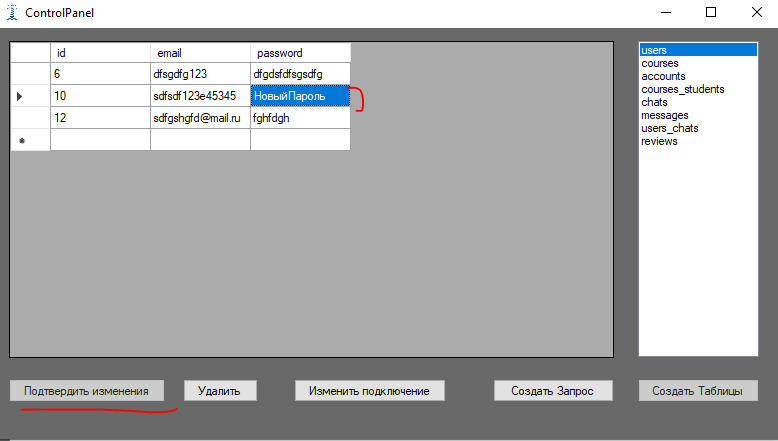 ControlPanel
id email password
6 dfsgdfg123 dfgdsfdfsgsdfg
10 sdfsdf123e45345 НовыйПароль
12 sdfgshgfd@mail.ru fghfdgh
users
courses
accounts
courses_students
chats
messages
users_chats
reviews
Подтвердить изменения Удалить Изменить подключение Создать Запрос Создать Таблицы